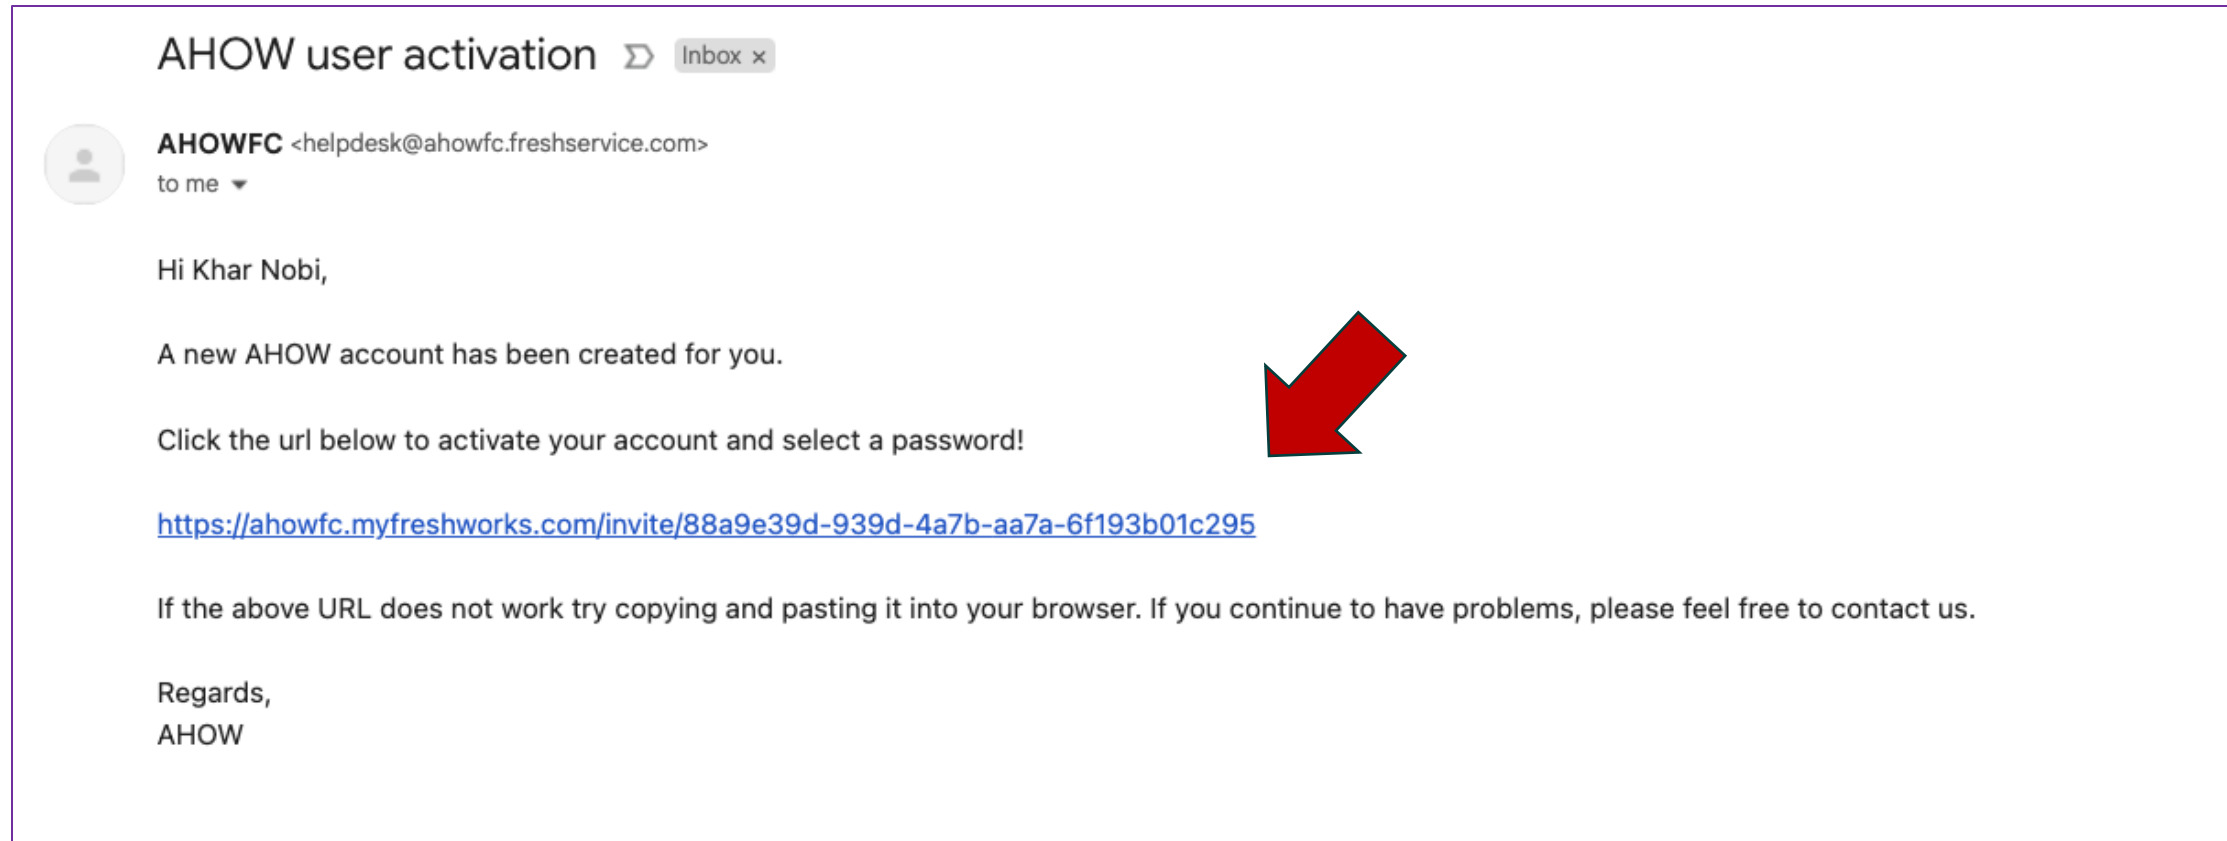 AHOW user activation Inbox x
AHOWFC <helpdesk@ahowfc.freshservice.com>
to me
Hi Khar Nobi,
A new AHOW account has been created for you.
Click the url below to activate your account and select a password!
https://ahowfc.myfreshworks.com/invite/88a9e39d-939d-4a7b-aa7a-6f193b01c295
If the above URL does not work try copying and pasting it into your browser. If you continue to have problems, please feel free to contact us.
Regards,
AHOW